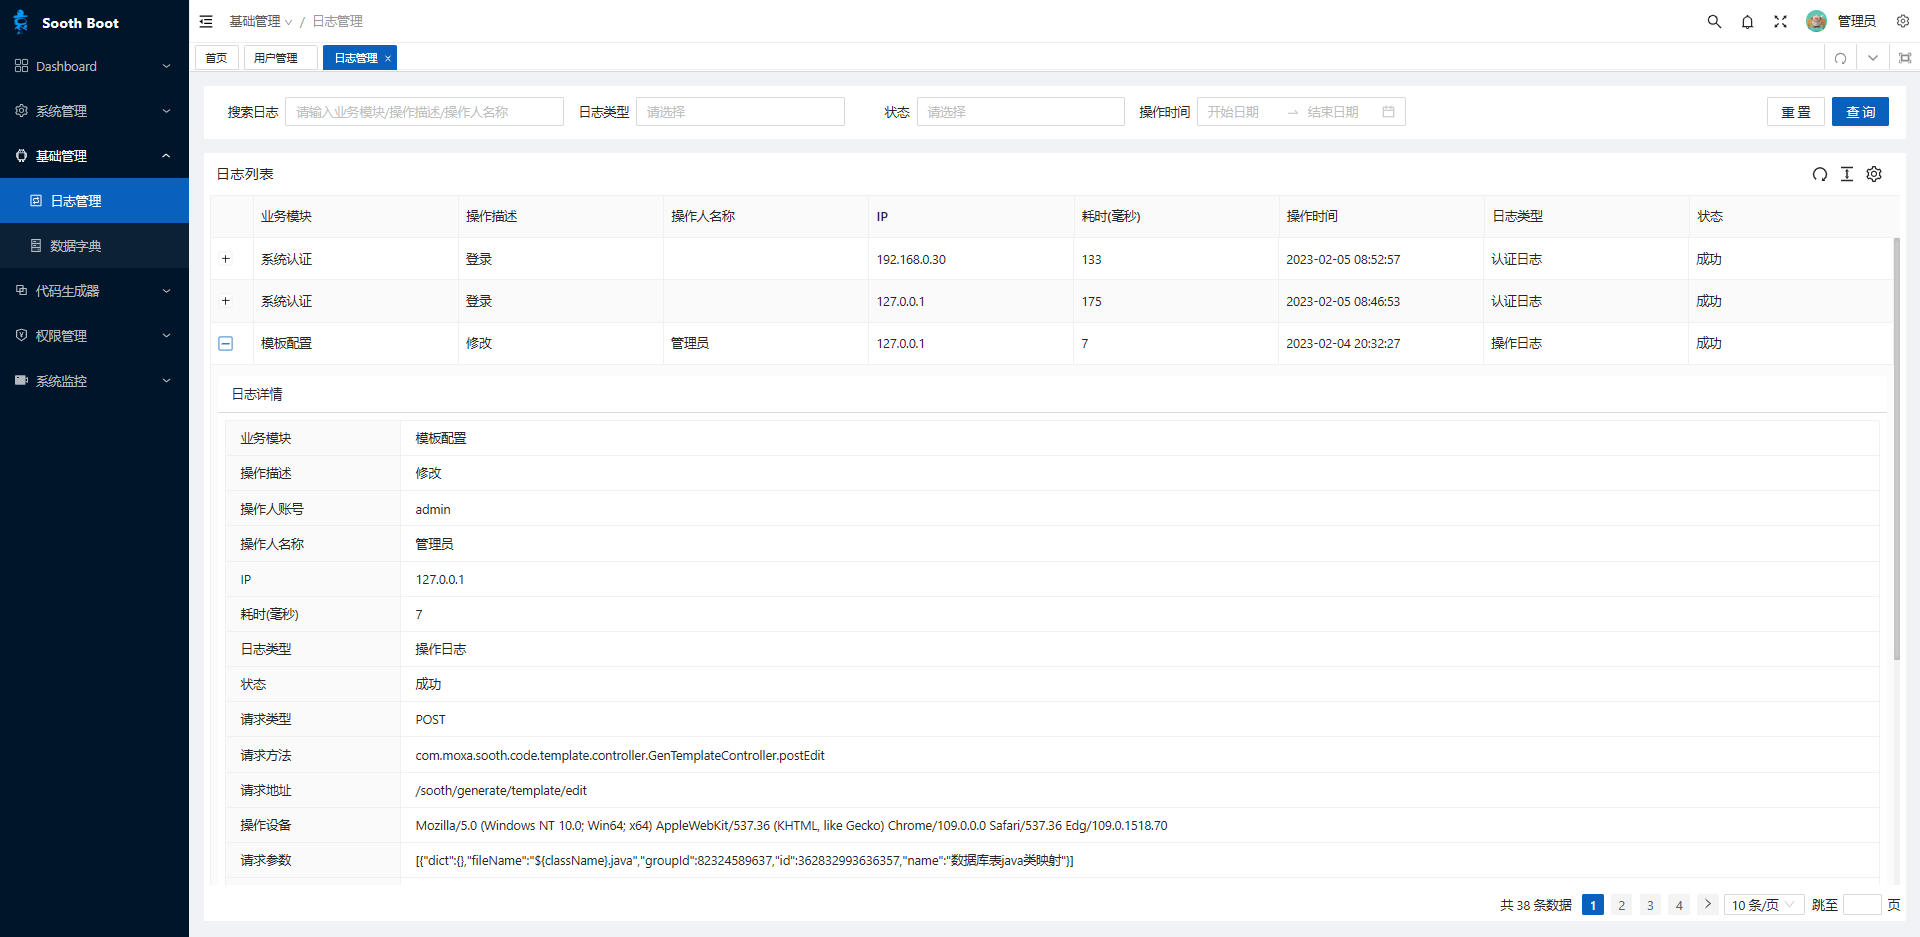 Sooth Boot
Dashboard
系统管理
基础管理
日志管理
数据字典
代码生成器
权限管理
系统监控
基础管理 / 日志管理
管理员
首页 用户管理 日志管理 ×
搜索日志 请输入业务模块/操作描述/操作人名称 日志类型 请选择 状态 请选择 操作时间 开始日期 → 结束日期 重置 查询
日志列表
业务模块 操作描述 操作人名称 IP 耗时(毫秒) 操作时间 日志类型 状态
+ 系统认证 登录 192.168.0.30 133 2023-02-05 08:52:57 认证日志 成功
+ 系统认证 登录 127.0.0.1 175 2023-02-05 08:46:53 认证日志 成功
模板配置 修改 管理员 127.0.0.1 7 2023-02-04 20:32:27 操作日志 成功
日志详情
业务模块 模板配置
操作描述 修改
操作人账号 admin
操作人名称 管理员
IP 127.0.0.1
耗时(毫秒) 7
日志类型 操作日志
状态 成功
请求类型 POST
请求方法 com.moxa.sooth.code.template.controller.GenTemplateController.postEdit
请求地址 /sooth/generate/template/edit
操作设备 Mozilla/5.0 (Windows NT 10.0; Win64; x64) AppleWebKit/537.36 (KHTML, like Gecko) Chrome/109.0.0.0 Safari/537.36 Edg/109.0.1518.70
请求参数 [{"dict":{},"fileName":"${className}.java","groupId":82324589637,"id":362832993636357,"name":"数据库表java类映射"}]
共 38 条数据 1 2 3 4 > 10 条/页 跳至 页